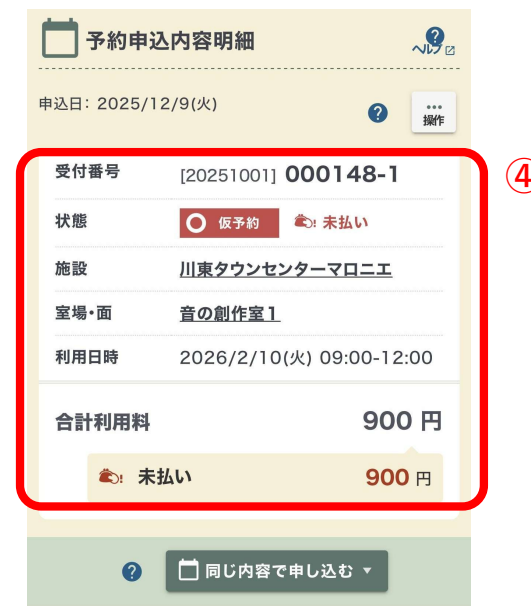 予約申込内容明細
ヘルプ
申込日: 2025/12/9(火)
?
操作
④
受付番号 [20251001] 000148-1
状態 仮予約 未払い
施設 川東タウンセンターマロニエ
室場・面 音の創作室1
利用日時 2026/2/10(火) 09:00-12:00
合計利用料 900 円
未払い 900 円
? 同じ内容で申し込む